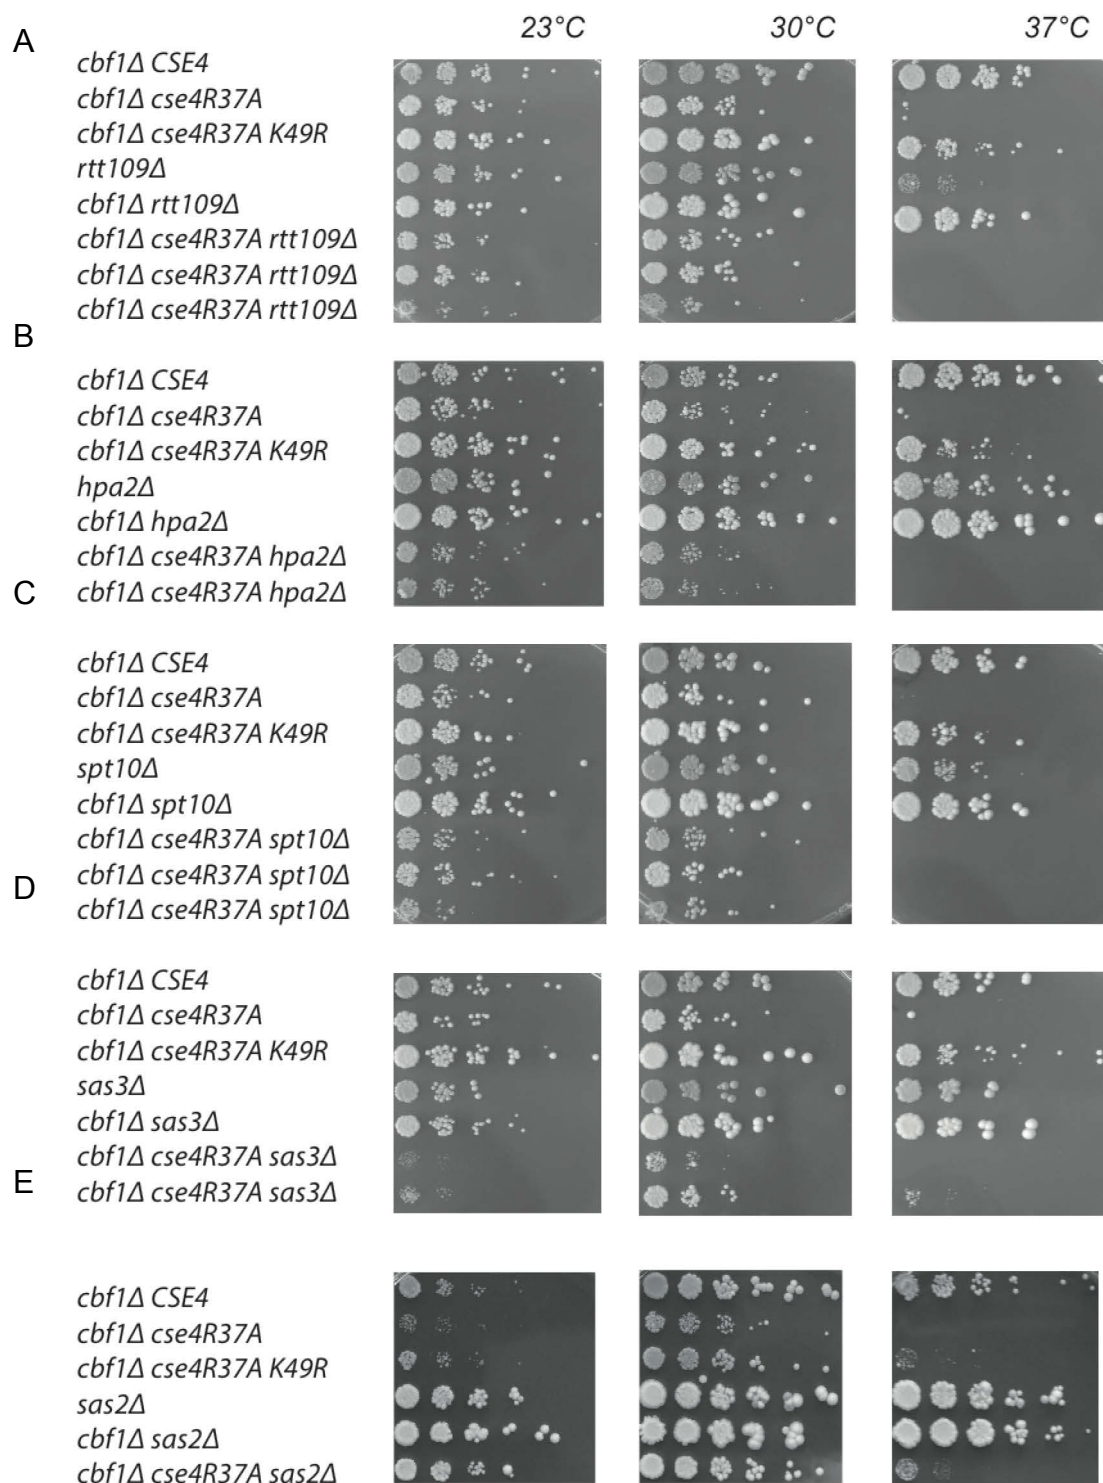 A
23°C 30°C 37°C
cbf1Δ CSE4
cbf1Δ cse4R37A
cbf1Δ cse4R37A K49R
rtt109Δ
cbf1Δ rtt109Δ
cbf1Δ cse4R37A rtt109Δ
cbf1Δ cse4R37A rtt109Δ
cbf1Δ cse4R37A rtt109Δ
B
cbf1Δ CSE4
cbf1Δ cse4R37A
cbf1Δ cse4R37A K49R
hpa2Δ
cbf1Δ hpa2Δ
cbf1Δ cse4R37A hpa2Δ
cbf1Δ cse4R37A hpa2Δ
C
cbf1Δ CSE4
cbf1Δ cse4R37A
cbf1Δ cse4R37A K49R
spt10Δ
cbf1Δ spt10Δ
cbf1Δ cse4R37A spt10Δ
cbf1Δ cse4R37A spt10Δ
D
cbf1Δ cse4R37A spt10Δ
cbf1Δ CSE4
cbf1Δ cse4R37A
cbf1Δ cse4R37A K49R
sas3Δ
cbf1Δ sas3Δ
cbf1Δ cse4R37A sas3Δ
E
cbf1Δ cse4R37A sas3Δ
cbf1Δ CSE4
cbf1Δ cse4R37A
cbf1Δ cse4R37A K49R
sas2Δ
cbf1Δ sas2Δ
cbf1Δ cse4R37A sas2Δ